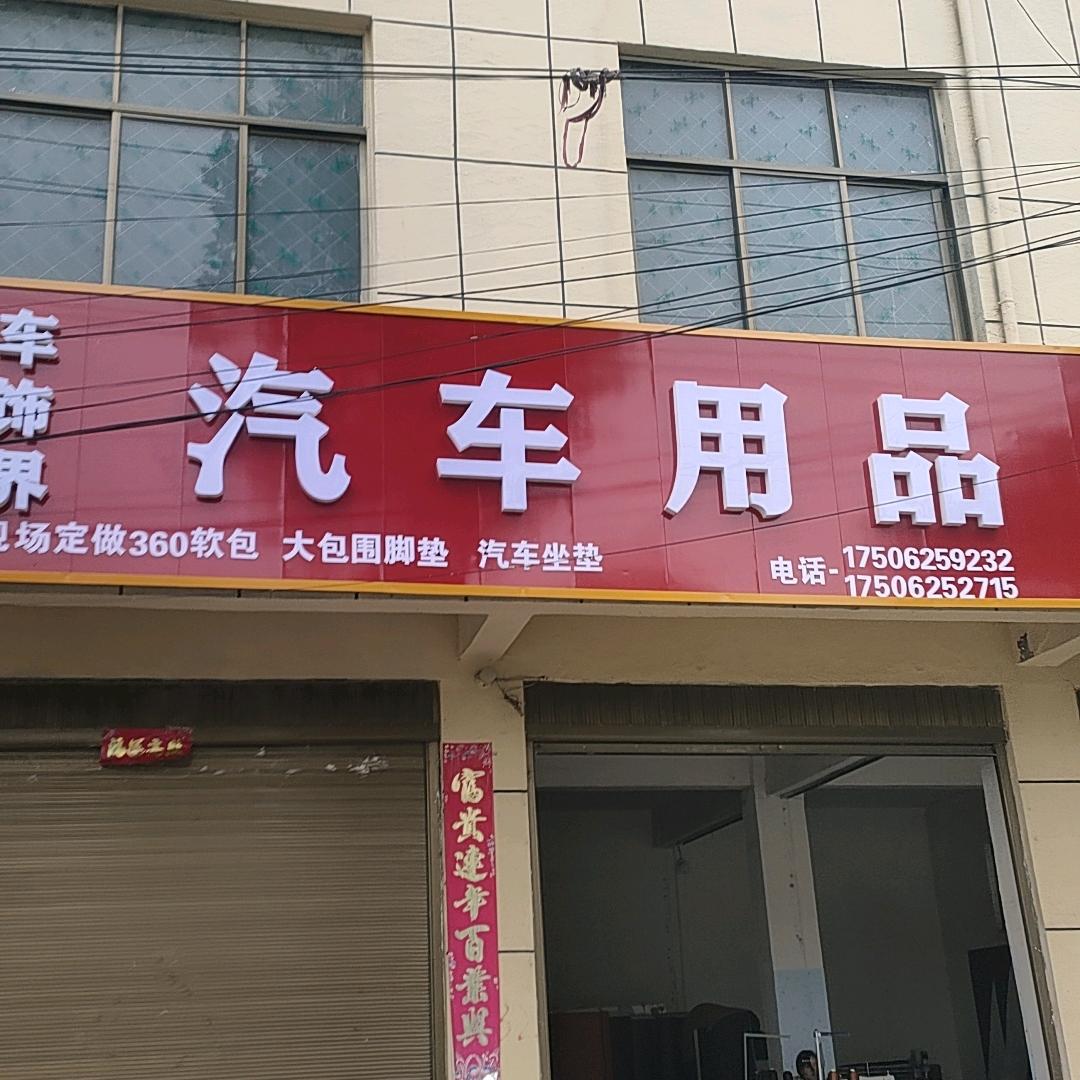 车饰界
汽车用品
现场定做360软包 大包围脚垫 汽车坐垫
电话-17506259232
17506252715
富贵连年百业兴